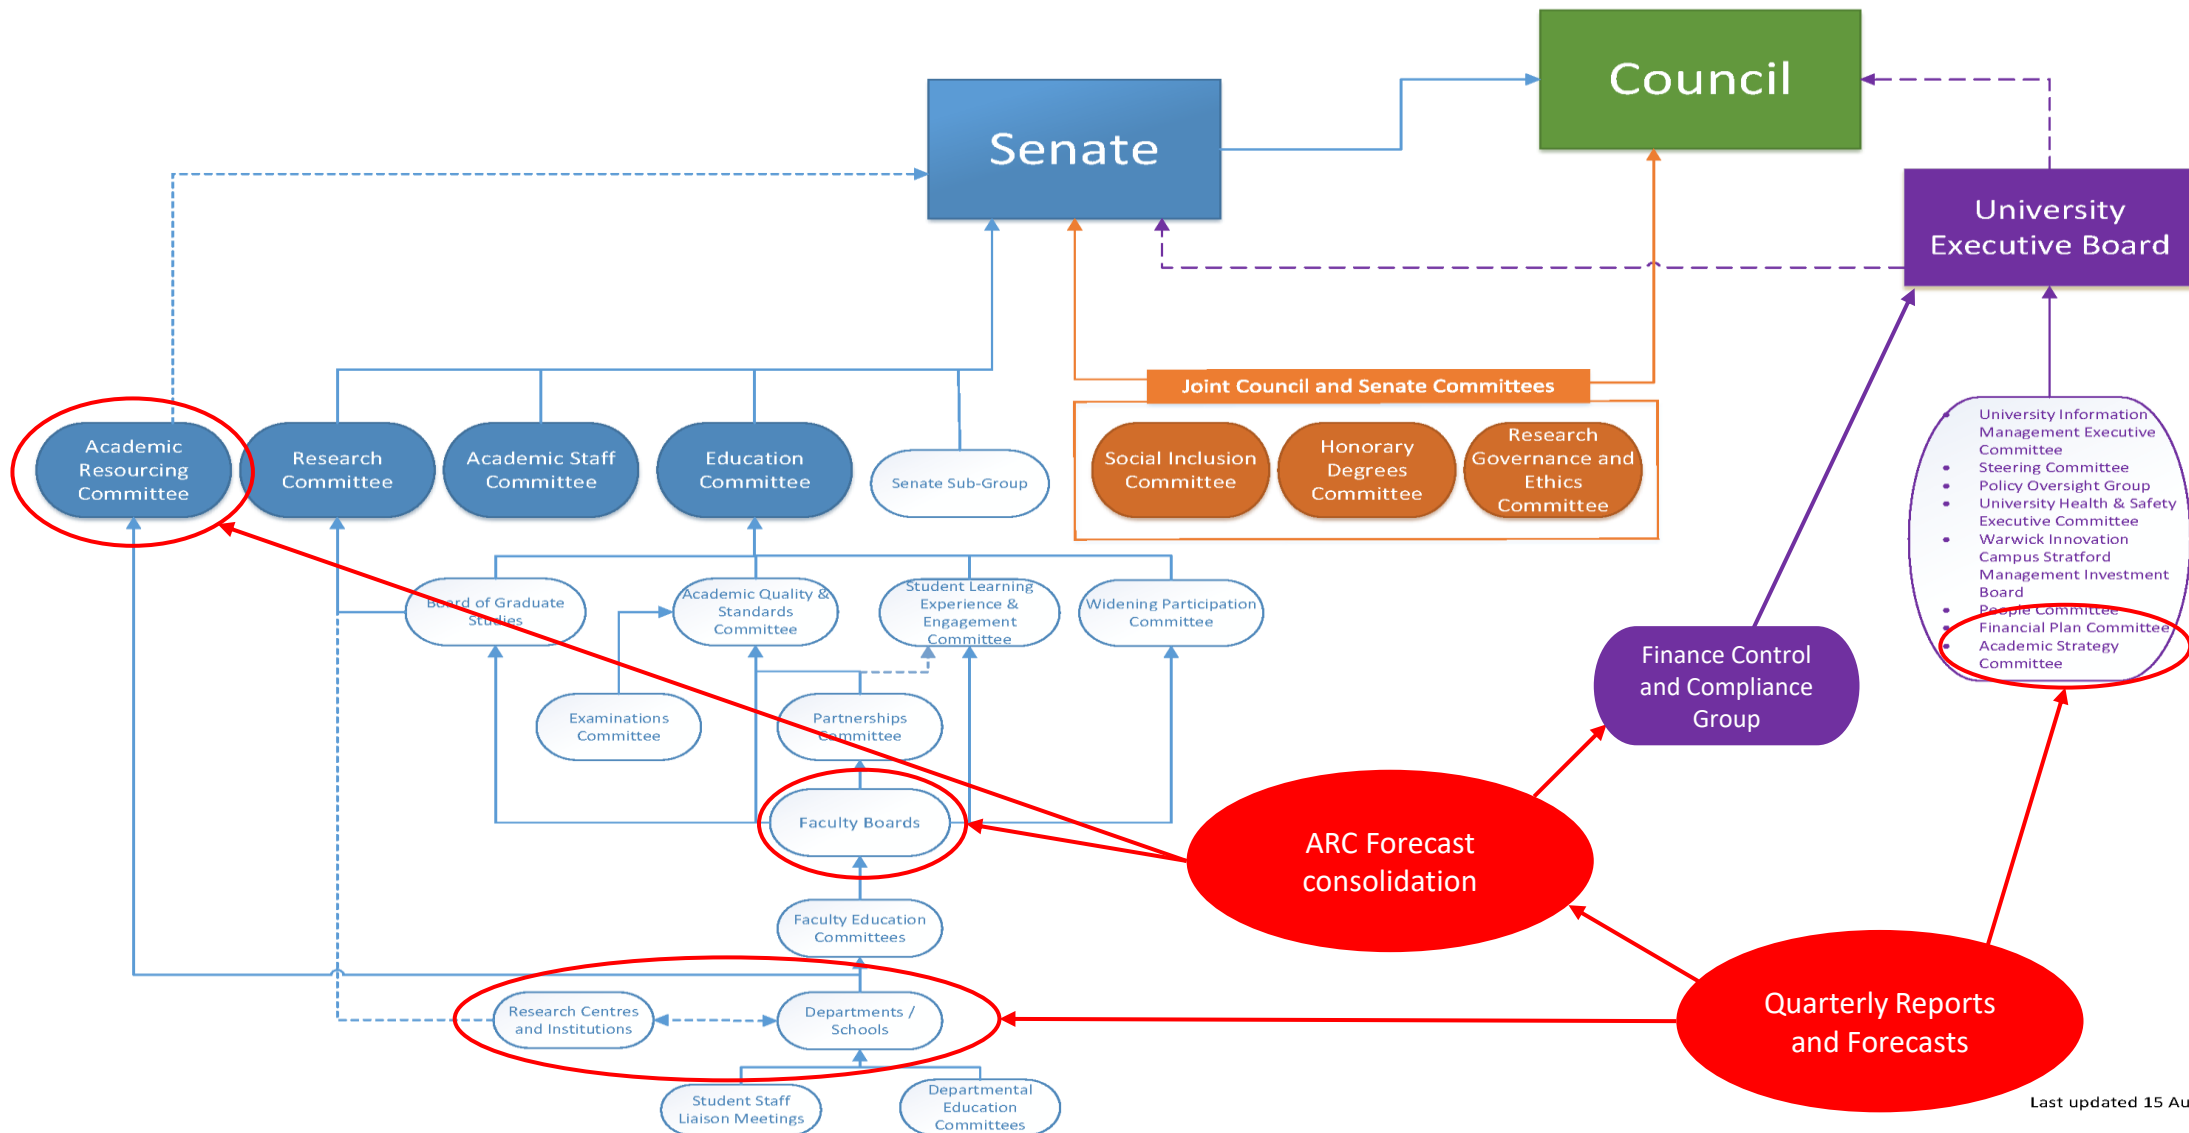 Council
Senate
University
Executive Board
Joint Council and Senate Committees
Academic
Resourcing
Committee
Research
Committee
Academic Staff
Committee
Education
Committee
Senate Sub-Group
Social Inclusion
Committee
Honorary
Degrees
Committee
Research
Governance and
Ethics
Committee
• University Information
Management Executive
Committee
• Steering Committee
• Policy Oversight Group
• University Health & Safety
Executive Committee
• Warwick Innovation
Campus Stratford
Management Investment
Board
• People Committee
• Financial Plan Committee
• Academic Strategy
Committee
Board of Graduate
Studies
Academic Quality &
Standards
Committee
Student Learning
Experience &
Engagement
Committee
Widening Participation
Committee
Finance Control
and Compliance
Group
Examinations
Committee
Partnerships
Committee
Faculty Boards
ARC Forecast
consolidation
Faculty Education
Committees
Research Centres
and Institutions
Departments /
Schools
Quarterly Reports
and Forecasts
Student Staff
Liaison Meetings
Departmental
Education
Committees
Last updated 15 Au